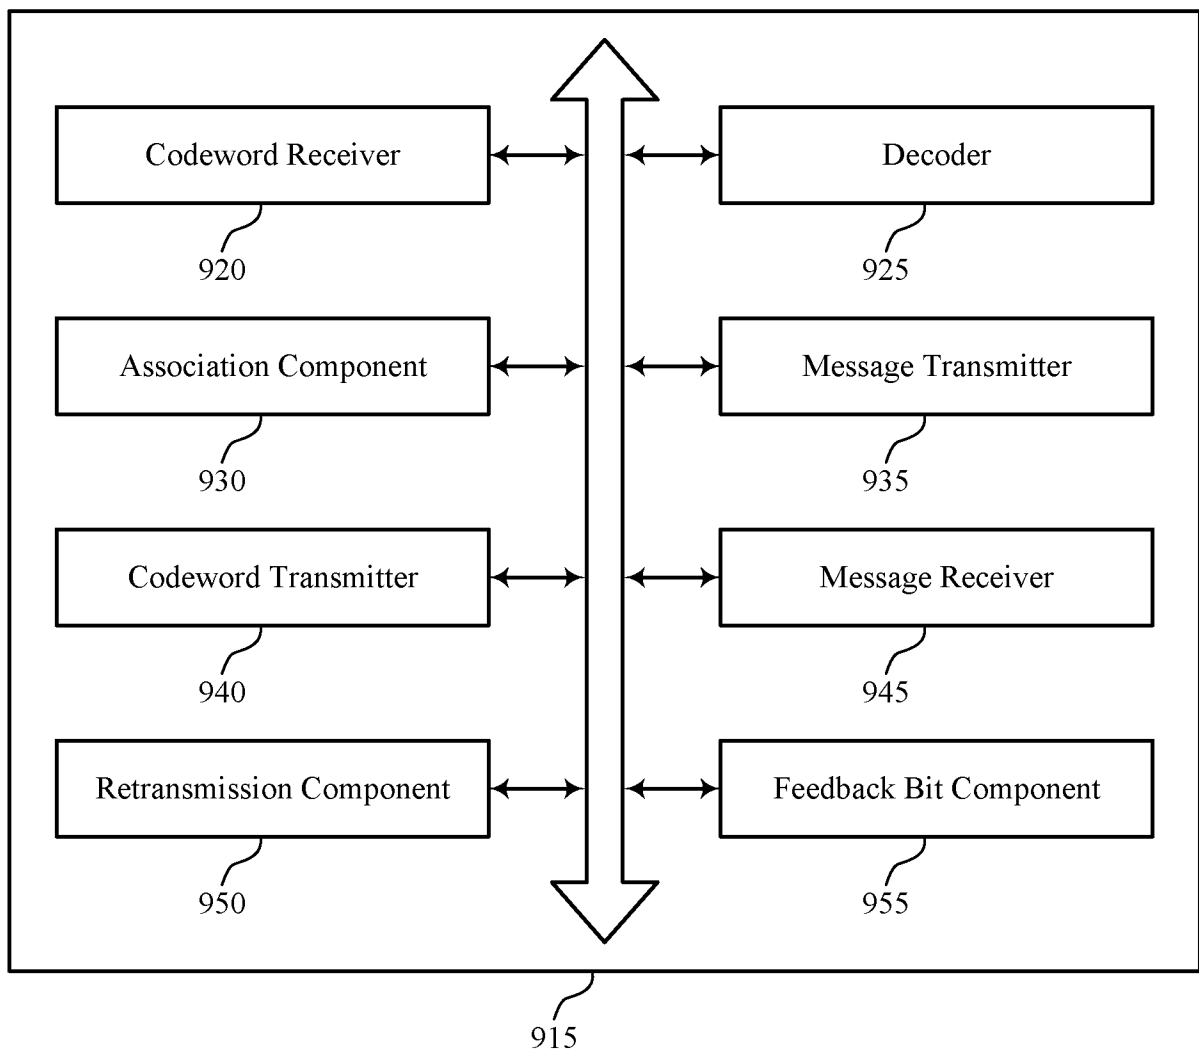 Codeword Receiver
Decoder
920
925
Association Component
Message Transmitter
930
935
Codeword Transmitter
Message Receiver
940
945
Retransmission Component
Feedback Bit Component
950
955
915